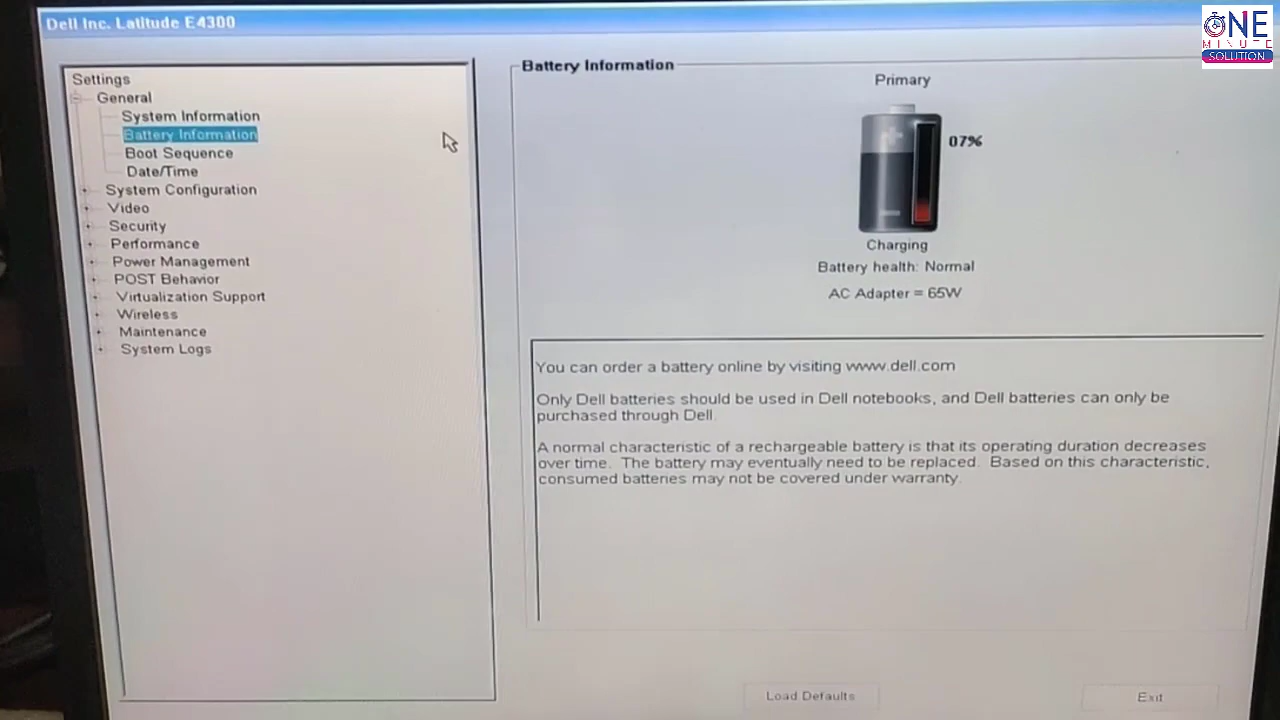 Dell Inc. Latitude E4300
ONE
MINUTE
SOLUTION
Settings
General
System Information
Battery Information
Boot Sequence
Date/Time
System Configuration
Video
Security
Performance
Power Management
POST Behavior
Virtualization Support
Wireless
Maintenance
System Logs
Battery Information
Primary
07%
Charging
Battery health: Normal
AC Adapter = 65W
You can order a battery online by visiting www.dell.com
Only Dell batteries should be used in Dell notebooks, and Dell batteries can only be
purchased through Dell.
A normal characteristic of a rechargeable battery is that its operating duration decreases
over time. The battery may eventually need to be replaced. Based on this characteristic,
consumed batteries may not be covered under warranty.
Load Defaults
Exit